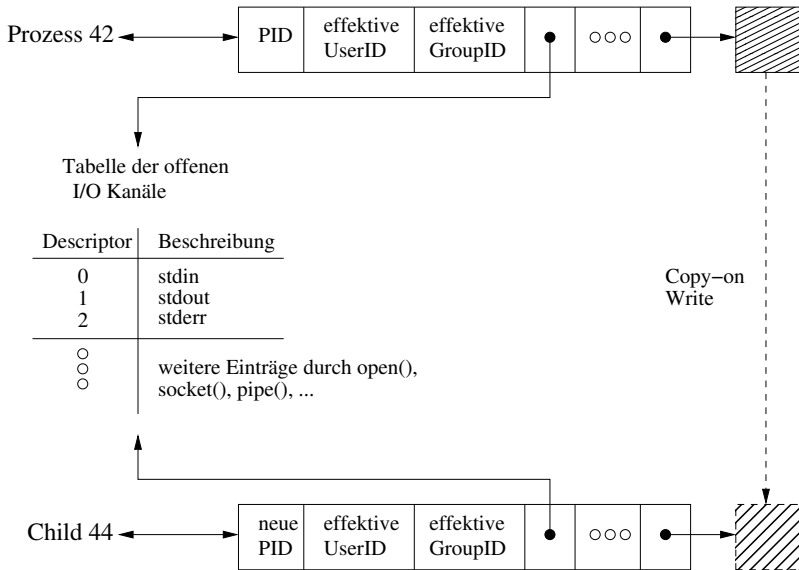 Prozess 42
PID
effektive
UserID
effektive
GroupID
Tabelle der offenen
I/O Kanäle
Descriptor
Beschreibung
0
stdin
1
stdout
2
stderr
weitere Einträge durch open(),
socket(), pipe(), ...
Copy-on
Write
Child 44
neue
PID
effektive
UserID
effektive
GroupID